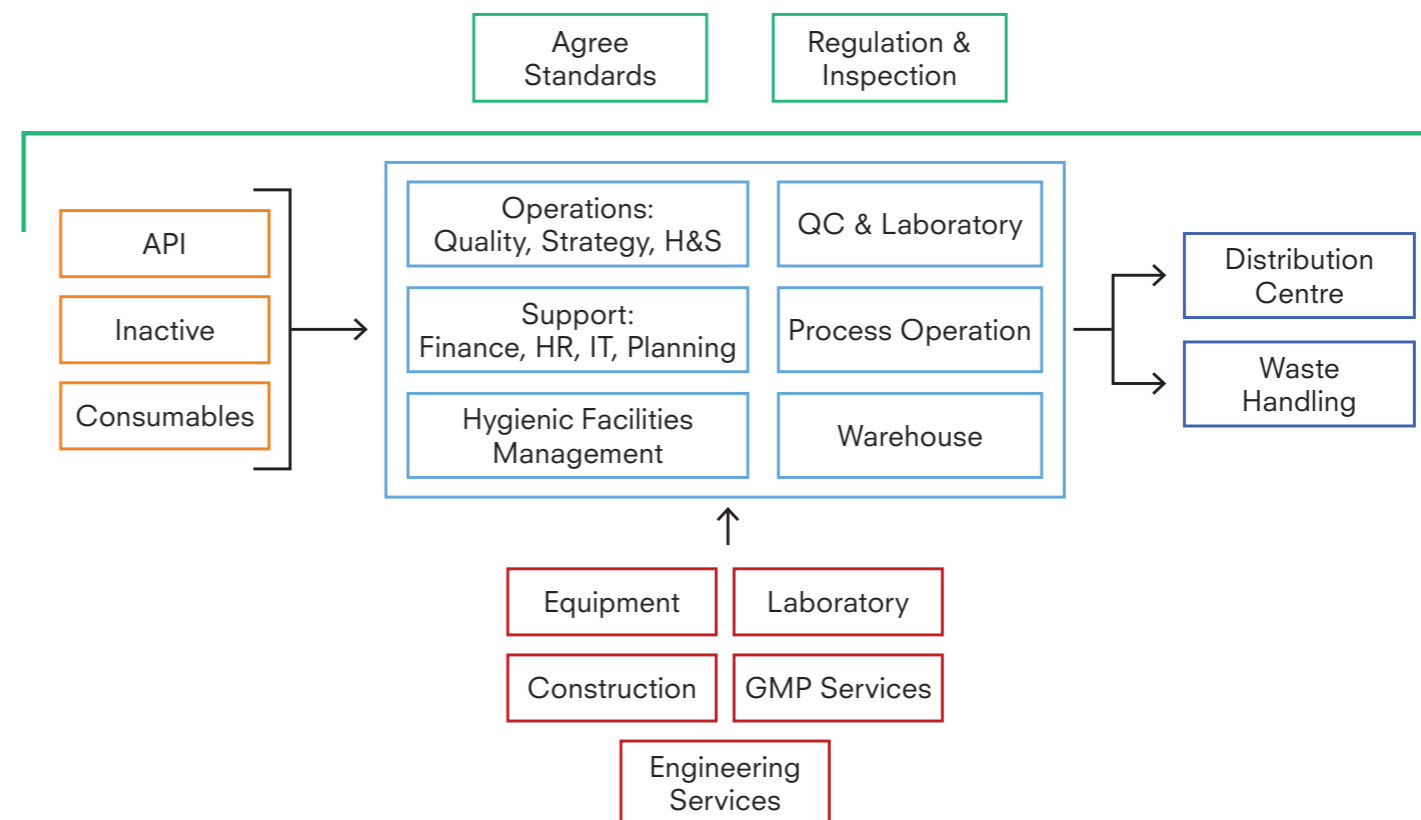 Agree
Standards
Regulation &
Inspection
API
Inactive
Consumables
Operations:
Quality, Strategy, H&S
QC & Laboratory
Support:
Finance, HR, IT, Planning
Process Operation
Hygienic Facilities
Management
Warehouse
Distribution
Centre
Waste
Handling
Equipment
Laboratory
Construction
GMP Services
Engineering
Services